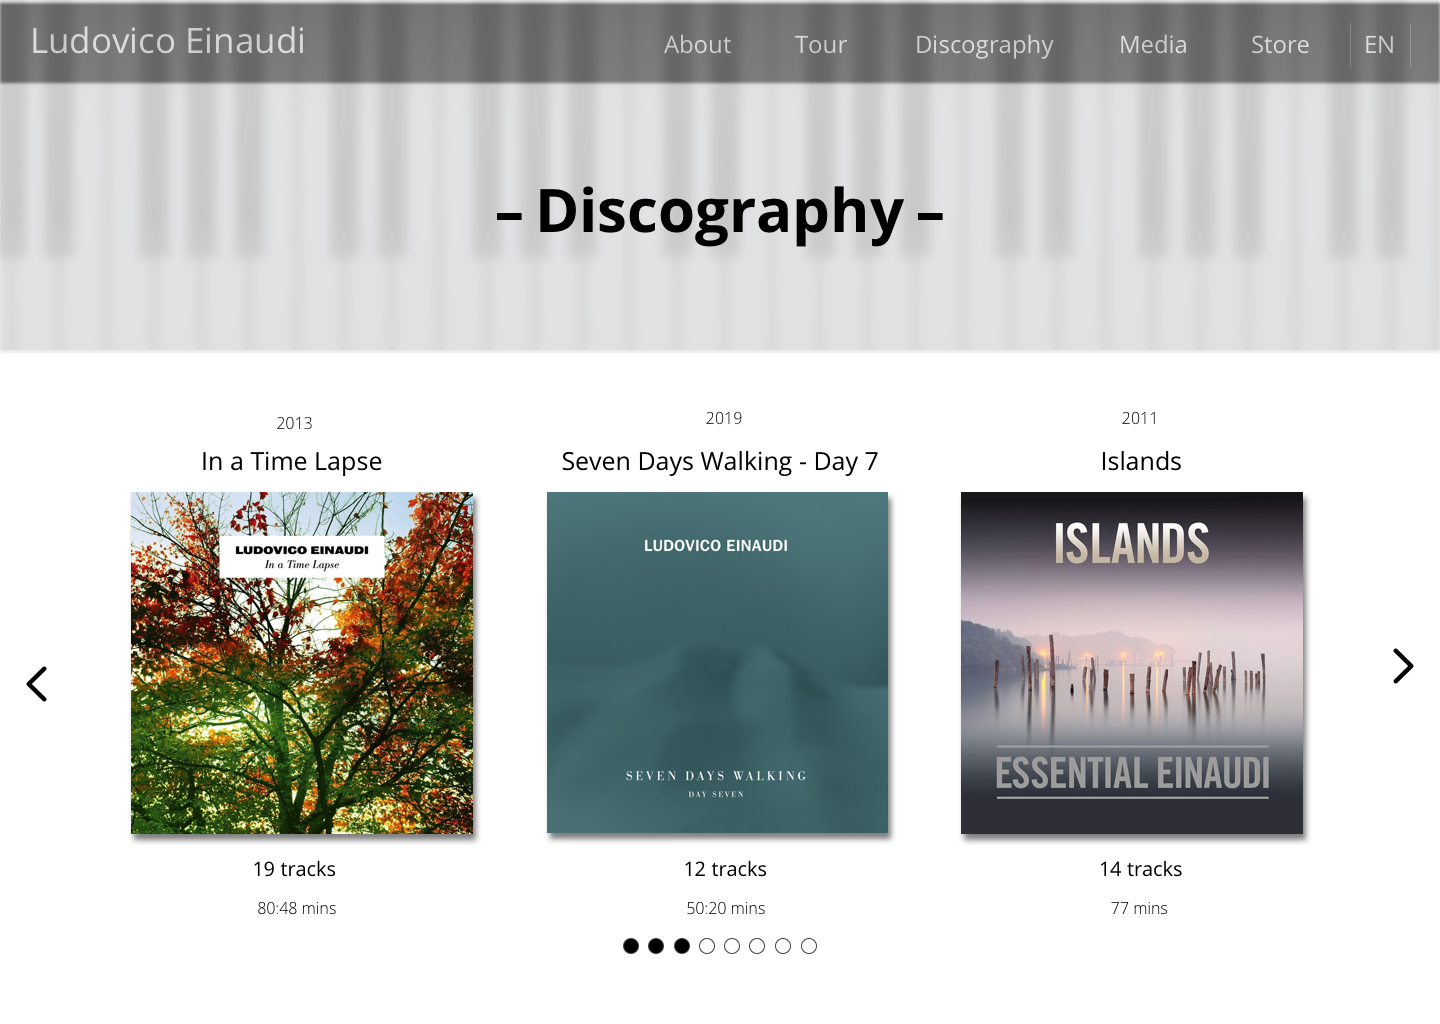 Ludovico Einaudi
About Tour Discography Media Store EN
– Discography –
2013
In a Time Lapse
LUDOVICO EINAUDI
In a Time Lapse
19 tracks
80:48 mins
2019
Seven Days Walking - Day 7
LUDOVICO EINAUDI
SEVEN DAYS WALKING
DAY SEVEN
12 tracks
50:20 mins
2011
Islands
ISLANDS
ESSENTIAL EINAUDI
14 tracks
77 mins